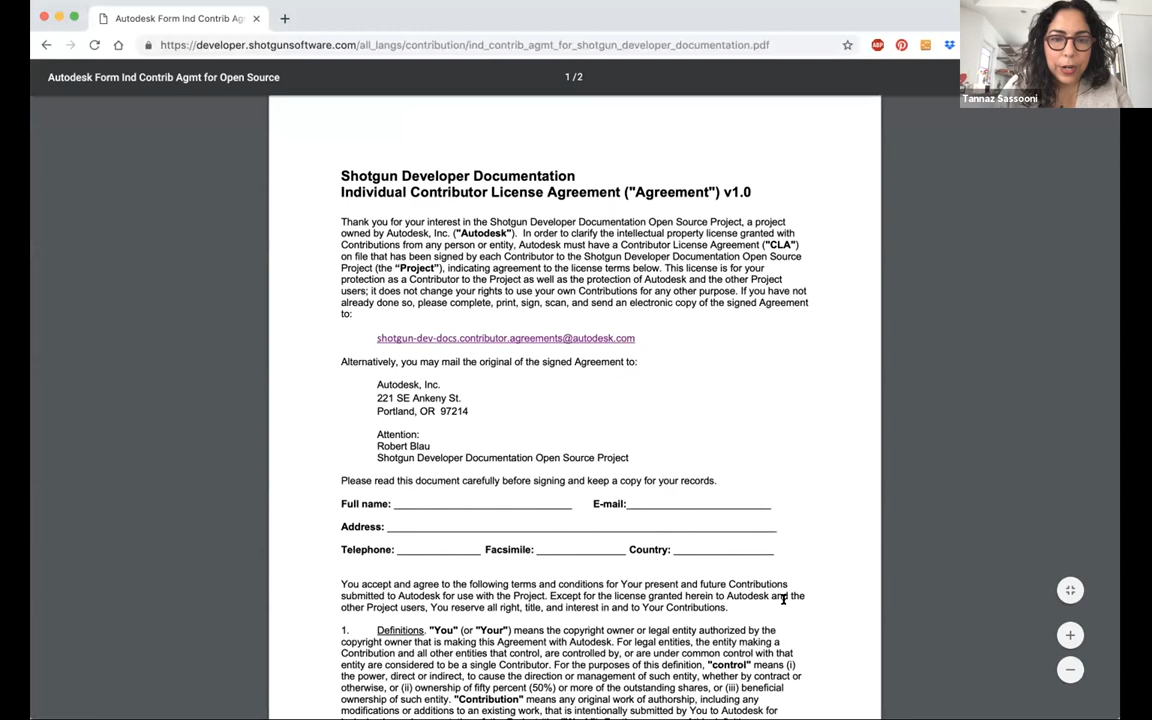 Autodesk Form Ind Contrib Ag
https://developer.shotgunsoftware.com/all_langs/contribution/ind_contrib_agmt_for_shotgun_developer_documentation.pdf
ABP
Autodesk Form Ind Contrib Agmt for Open Source
1 / 2
Tannaz Sassooni
Shotgun Developer Documentation
Individual Contributor License Agreement ("Agreement") v1.0
Thank you for your interest in the Shotgun Developer Documentation Open Source Project, a project
owned by Autodesk, Inc. ("Autodesk"). In order to clarify the intellectual property license granted with
Contributions from any person or entity, Autodesk must have a Contributor License Agreement ("CLA")
on file that has been signed by each Contributor to the Shotgun Developer Documentation Open Source
Project (the “Project”), indicating agreement to the license terms below. This license is for your
protection as a Contributor to the Project as well as the protection of Autodesk and the other Project
users; it does not change your rights to use your own Contributions for any other purpose. If you have not
already done so, please complete, print, sign, scan, and send an electronic copy of the signed Agreement
to:
shotgun-dev-docs.contributor.agreements@autodesk.com
Alternatively, you may mail the original of the signed Agreement to:
Autodesk, Inc.
221 SE Ankeny St.
Portland, OR 97214
Attention:
Robert Blau
Shotgun Developer Documentation Open Source Project
Please read this document carefully before signing and keep a copy for your records.
Full name: ____________________ E-mail:____________________
Address: ____________________
Telephone: ____________________ Facsimile: ____________________ Country: ____________________
You accept and agree to the following terms and conditions for Your present and future Contributions
submitted to Autodesk for use with the Project. Except for the license granted herein to Autodesk and the
other Project users, You reserve all right, title, and interest in and to Your Contributions.
1. Definitions. "You" (or "Your") means the copyright owner or legal entity authorized by the
copyright owner that is making this Agreement with Autodesk. For legal entities, the entity making a
Contribution and all other entities that control, are controlled by, or are under common control with that
entity are considered to be a single Contributor. For the purposes of this definition, "control" means (i)
the power, direct or indirect, to cause the direction or management of such entity, whether by contract or
otherwise, or (ii) ownership of fifty percent (50%) or more of the outstanding shares, or (iii) beneficial
ownership of such entity. "Contribution" means any original work of authorship, including any
modifications or additions to an existing work, that is intentionally submitted by You to Autodesk for